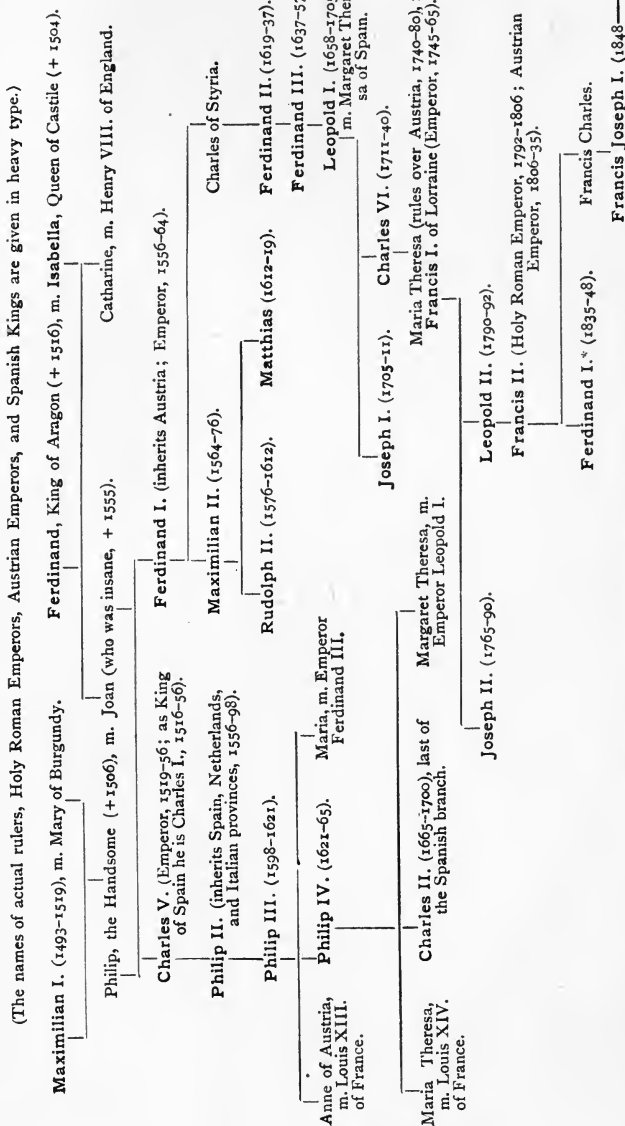 (The names of actual rulers, Holy Roman Emperors, Austrian Emperors, and Spanish Kings are given in heavy type.)
Maximilian I. (1493-1519), m. Mary of Burgundy.
Ferdinand, King of Aragon (+ 1516), m. Isabella, Queen of Castile (+ 1504).
Philip, the Handsome (+1506), m. Joan (who was insane, + 1555).
Catharine, m. Henry VIII. of England.
Charles V. (Emperor, 1519-56; as King
of Spain he is Charles I., 1516-56).
Ferdinand I. (inherits Austria; Emperor, 1556-64).
Philip II. (inherits Spain, Netherlands,
and Italian provinces, 1556-98).
Maximilian II. (1564-76).
Charles of Styria.
Philip III. (1598-1621).
Rudolph II. (1576-1612).
Matthias (1612-19).
Ferdinand II. (1619-37).
Ferdinand III. (1637-57
Anne of Austria,
m. Louis XIII.
of France.
Philip IV. (1621-65).
Maria, m. Emperor
Ferdinand III.
Leopold I. (1658-1705
m. Margaret There
sa of Spain.
Joseph I. (1705-11).
Charles VI. (1711-40).
Maria Theresa,
m. Louis XIV.
of France.
Charles II. (1665-1700), last of
the Spanish branch.
Margaret Theresa, m.
Emperor Leopold I.
Maria Theresa (rules over Austria, 1740-80),
Francis I. of Lorraine (Emperor, 1745-65).
Joseph II. (1765-90).
Leopold II. (1790-92).
Francis II. (Holy Roman Emperor, 1792-1806; Austrian
Emperor, 1806-35).
Ferdinand I.* (1835-48).
Francis Charles.
Francis Joseph I. (1848—